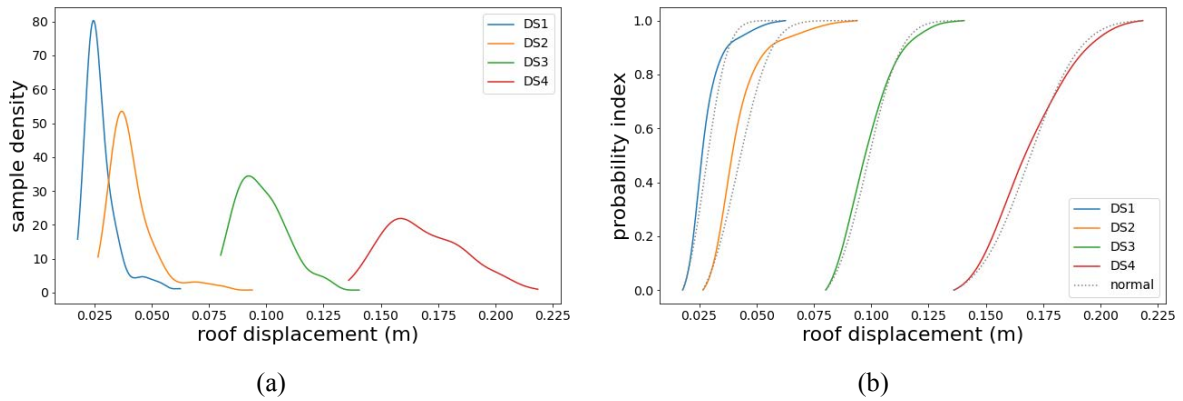 80
70
60
50
40
30
20
10
0
sample density
0.025 0.050 0.075 0.100 0.125 0.150 0.175 0.200 0.225
roof displacement (m)
DS1
DS2
DS3
DS4
(a)
1.0
0.8
0.6
0.4
0.2
0.0
probability index
0.025 0.050 0.075 0.100 0.125 0.150 0.175 0.200 0.225
roof displacement (m)
DS1
DS2
DS3
DS4
normal
(b)